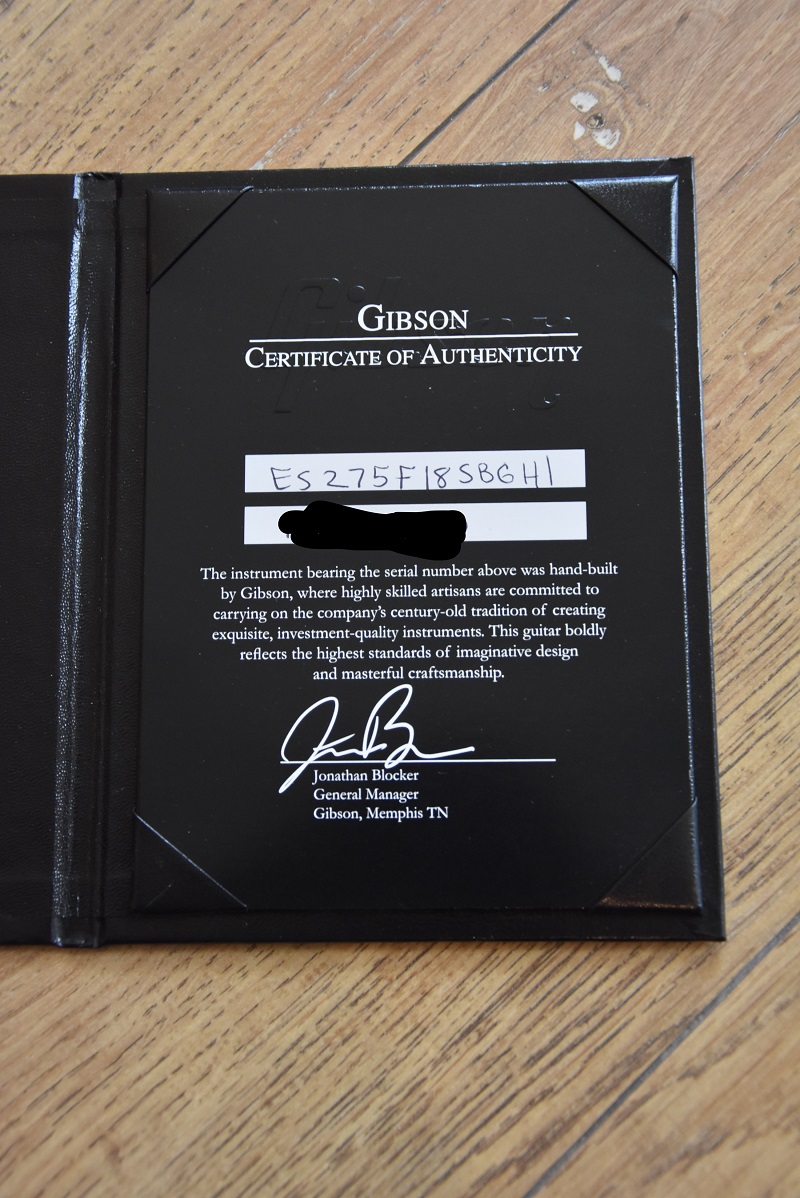 GIBSON
CERTIFICATE OF AUTHENTICITY
ES275F18SBGH1
The instrument bearing the serial number above was hand-built
by Gibson, where highly skilled artisans are committed to
carrying on the company's century-old tradition of creating
exquisite, investment-quality instruments. This guitar boldly
reflects the highest standards of imaginative design
and masterful craftsmanship.
Jonathan Blocker
General Manager
Gibson, Memphis TN